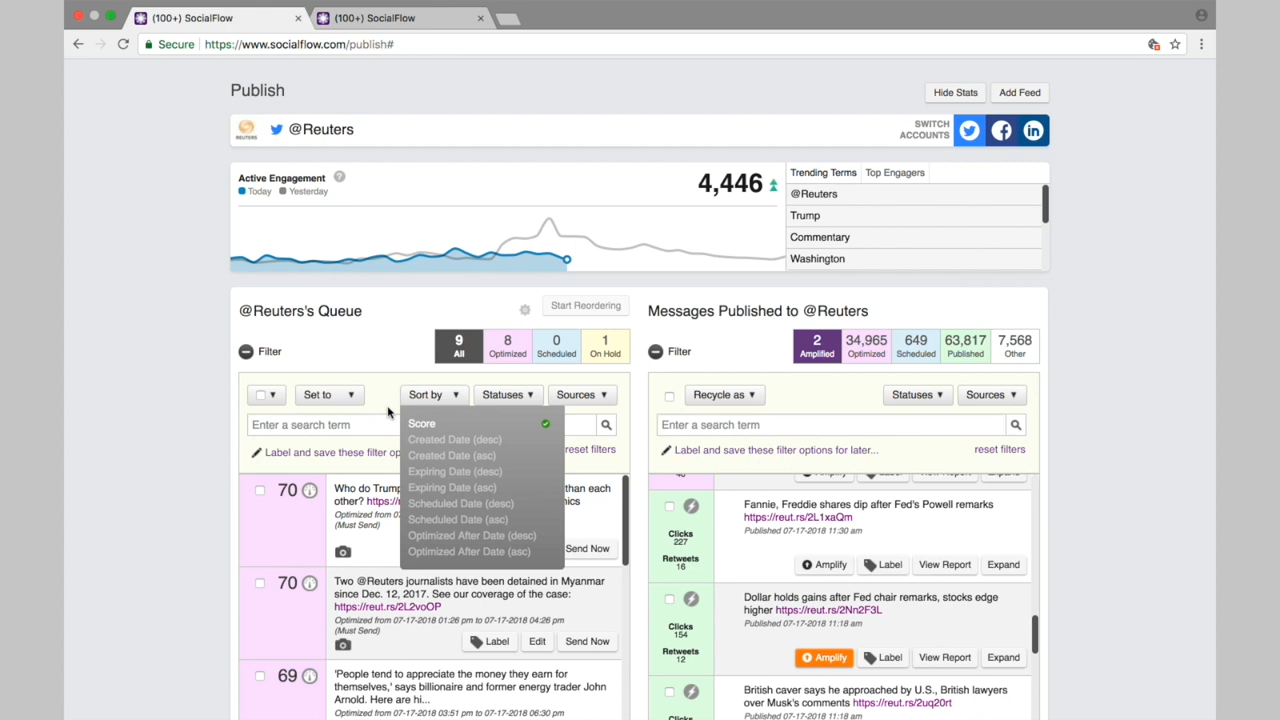 (100+) SocialFlow
(100+) SocialFlow
Secure https://www.socialflow.com/publish#
Publish
Hide Stats
Add Feed
REUTERS
@Reuters
SWITCH
ACCOUNTS
Active Engagement ?
Today Yesterday
4,446
Trending Terms Top Engagers
@Reuters
Trump
Commentary
Washington
@Reuters's Queue
Start Reordering
Filter
9 All
8 Optimized
0 Scheduled
1 On Hold
Set to
Sort by
Statuses
Sources
Enter a search term
Label and save these filter op
reset filters
Score
Created Date (desc)
Created Date (asc)
Expiring Date (desc)
Expiring Date (asc)
Scheduled Date (desc)
Scheduled Date (asc)
Optimized After Date (desc)
Optimized After Date (asc)
70
Who do Trump
than each
other? https://r
nics
Optimized from 07
(Must Send)
Send Now
70
Two @Reuters journalists have been detained in Myanmar
since Dec. 12, 2017. See our coverage of the case:
https://reut.rs/2L2voOP
Optimized from 07-17-2018 01:26 pm to 07-17-2018 04:26 pm
(Must Send)
Label Edit Send Now
69
'People tend to appreciate the money they earn for
themselves,' says billionaire and former energy trader John
Arnold. Here are hi...
Optimized from 07-17-2018 03:51 pm to 07-17-2018 06:30 pm
Messages Published to @Reuters
Filter
2 Amplified
34,965 Optimized
649 Scheduled
63,817 Published
7,568 Other
Recycle as
Statuses
Sources
Enter a search term
Label and save these filter options for later...
reset filters
Amplify Label View Report Expand
Fannie, Freddie shares dip after Fed's Powell remarks
https://reut.rs/2L1xaQm
Published 07-17-2018 11:30 am
Clicks
227
Retweets
16
Amplify Label View Report Expand
Dollar holds gains after Fed chair remarks, stocks edge
higher https://reut.rs/2Nn2F3L
Published 07-17-2018 11:18 am
Clicks
154
Retweets
12
Amplify Label View Report Expand
British caver says he approached by U.S., British lawyers
over Musk's comments https://reut.rs/2uq20rt
Published 07-17-2018 11:18 am
Clicks